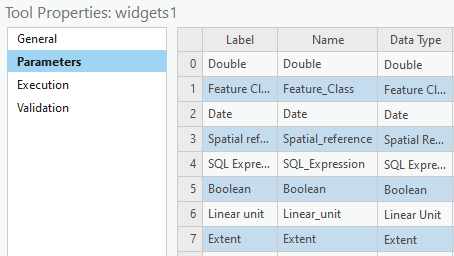 Tool Properties: widgets1
General
Parameters
Execution
Validation
Label Name Data Type
0 Double Double Double
1 Feature Cl... Feature_Class Feature Cl...
2 Date Date Date
3 Spatial ref... Spatial_reference Spatial Re...
4 SQL Expre... SQL_Expression SQL Expre...
5 Boolean Boolean Boolean
6 Linear unit Linear_unit Linear Unit
7 Extent Extent Extent